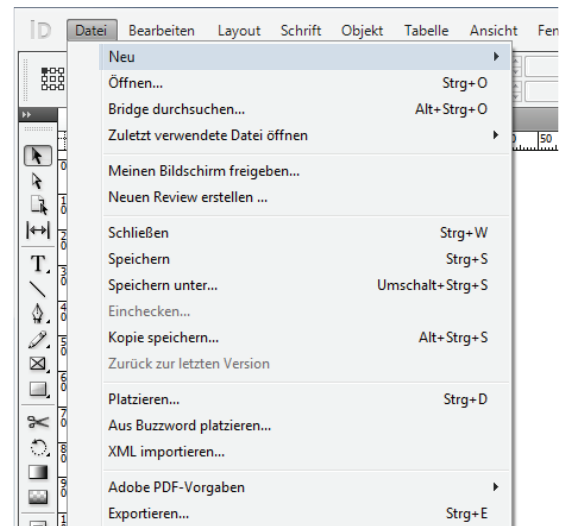 ID Datei Bearbeiten Layout Schrift Objekt Tabelle Ansicht Fen
Neu
Öffnen... Strg+O
Bridge durchsuchen... Alt+Strg+O
Zuletzt verwendete Datei öffnen
Meinen Bildschirm freigeben...
Neuen Review erstellen ...
Schließen Strg+W
Speichern Strg+S
Speichern unter... Umschalt+Strg+S
Einchecken...
Kopie speichern... Alt+Strg+S
Zurück zur letzten Version
Platzieren... Strg+D
Aus Buzzword platzieren...
XML importieren...
Adobe PDF-Vorgaben
Exportieren... Strg+E